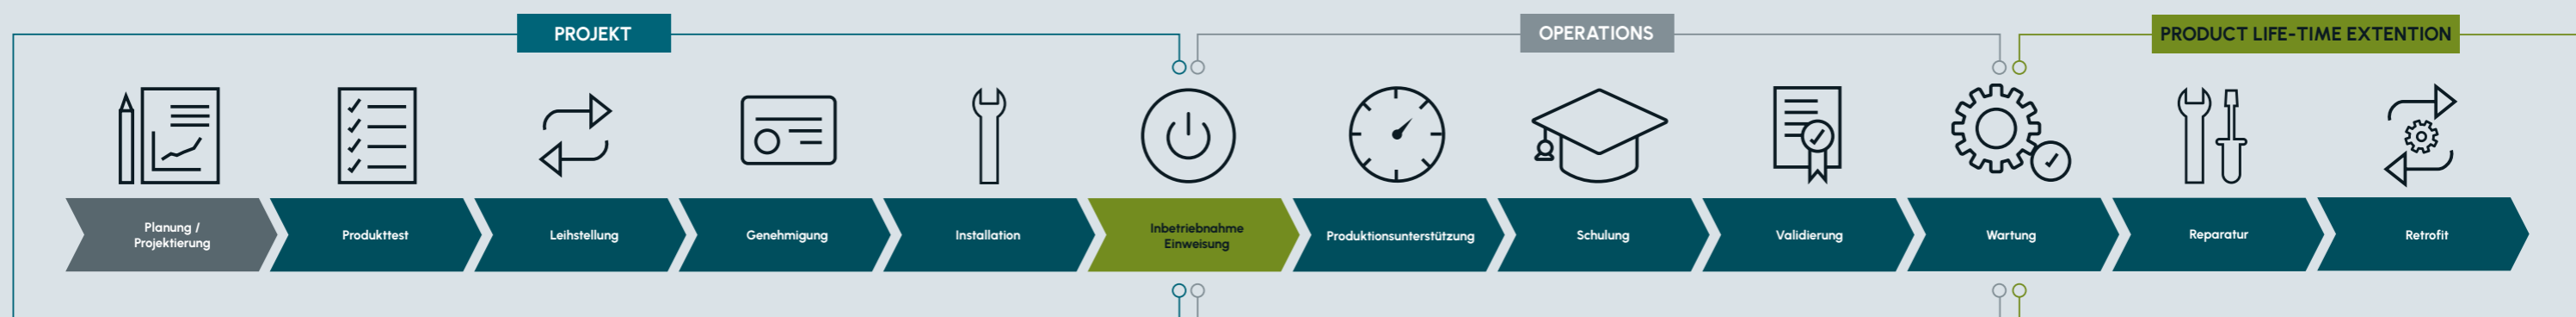 PROJEKT
OPERATIONS
PRODUCT LIFE-TIME EXTENTION
Planung /
Projektierung
Produkttest
Leihstellung
Genehmigung
Installation
Inbetriebnahme
Einweisung
Produktionsunterstützung
Schulung
Validierung
Wartung
Reparatur
Retrofit